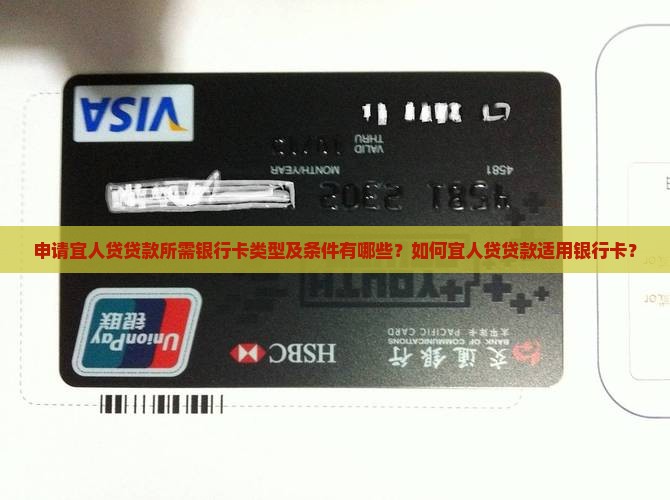 申请宜人贷贷款所需银行卡类型及条件有哪些？如何宜人贷贷款适用银行卡？
交通银行
BANK OF COMMUNICATIONS
太平洋卡 PACIFIC CARD
HSBC
UnionPay
银联
YOUTH
4581
MONTH/YEAR
VALID
THRU
VISA